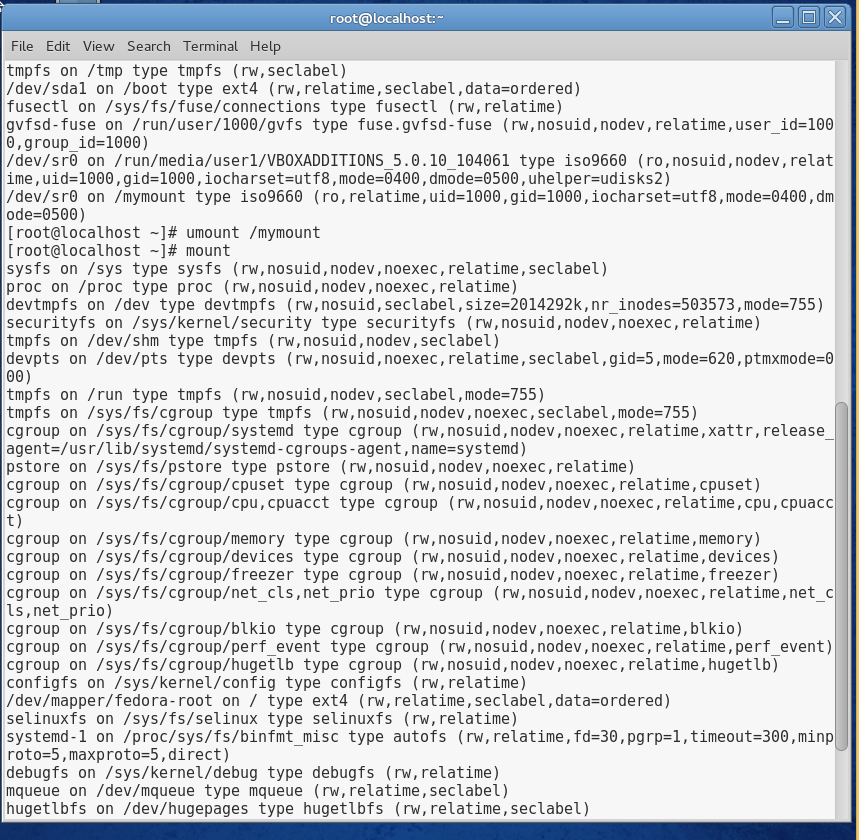 root@localhost:~
File Edit View Search Terminal Help
tmpfs on /tmp type tmpfs (rw,seclabel)
/dev/sda1 on /boot type ext4 (rw,relatime,seclabel,data=ordered)
fusectl on /sys/fs/fuse/connections type fusectl (rw,relatime)
gvfsd-fuse on /run/user/1000/gvfs type fuse.gvfsd-fuse (rw,nosuid,nodev,relatime,user_id=100
0,group_id=1000)
/dev/sr0 on /run/media/user1/VBOXADDITIONS_5.0.10_104061 type iso9660 (ro,nosuid,nodev,relat
ime,uid=1000,gid=1000,iocharset=utf8,mode=0400,dmode=0500,uhelper=udisks2)
/dev/sr0 on /mymount type iso9660 (ro,relatime,uid=1000,gid=1000,iocharset=utf8,mode=0400,dm
ode=0500)
[root@localhost ~]# umount /mymount
[root@localhost ~]# mount
sysfs on /sys type sysfs (rw,nosuid,nodev,noexec,relatime,seclabel)
proc on /proc type proc (rw,nosuid,nodev,noexec,relatime)
devtmpfs on /dev type devtmpfs (rw,nosuid,seclabel,size=2014292k,nr_inodes=503573,mode=755)
securityfs on /sys/kernel/security type securityfs (rw,nosuid,nodev,noexec,relatime)
tmpfs on /dev/shm type tmpfs (rw,nosuid,nodev,seclabel)
devpts on /dev/pts type devpts (rw,nosuid,noexec,relatime,seclabel,gid=5,mode=620,ptmxmode=0
00)
tmpfs on /run type tmpfs (rw,nosuid,nodev,seclabel,mode=755)
tmpfs on /sys/fs/cgroup type tmpfs (rw,nosuid,nodev,noexec,seclabel,mode=755)
cgroup on /sys/fs/cgroup/systemd type cgroup (rw,nosuid,nodev,noexec,relatime,xattr,release_
agent=/usr/lib/systemd/systemd-cgroups-agent,name=systemd)
pstore on /sys/fs/pstore type pstore (rw,nosuid,nodev,noexec,relatime)
cgroup on /sys/fs/cgroup/cpuset type cgroup (rw,nosuid,nodev,noexec,relatime,cpuset)
cgroup on /sys/fs/cgroup/cpu,cpuacct type cgroup (rw,nosuid,nodev,noexec,relatime,cpu,cpuacc
t)
cgroup on /sys/fs/cgroup/memory type cgroup (rw,nosuid,nodev,noexec,relatime,memory)
cgroup on /sys/fs/cgroup/devices type cgroup (rw,nosuid,nodev,noexec,relatime,devices)
cgroup on /sys/fs/cgroup/freezer type cgroup (rw,nosuid,nodev,noexec,relatime,freezer)
cgroup on /sys/fs/cgroup/net_cls,net_prio type cgroup (rw,nosuid,nodev,noexec,relatime,net_c
ls,net_prio)
cgroup on /sys/fs/cgroup/blkio type cgroup (rw,nosuid,nodev,noexec,relatime,blkio)
cgroup on /sys/fs/cgroup/perf_event type cgroup (rw,nosuid,nodev,noexec,relatime,perf_event)
cgroup on /sys/fs/cgroup/hugetlb type cgroup (rw,nosuid,nodev,noexec,relatime,hugetlb)
configfs on /sys/kernel/config type configfs (rw,relatime)
/dev/mapper/fedora-root on / type ext4 (rw,relatime,seclabel,data=ordered)
selinuxfs on /sys/fs/selinux type selinuxfs (rw,relatime)
systemd-1 on /proc/sys/fs/binfmt_misc type autofs (rw,relatime,fd=30,pgrp=1,timeout=300,minp
roto=5,maxproto=5,direct)
debugfs on /sys/kernel/debug type debugfs (rw,relatime)
mqueue on /dev/mqueue type mqueue (rw,relatime,seclabel)
hugetlbfs on /dev/hugepages type hugetlbfs (rw,relatime,seclabel)